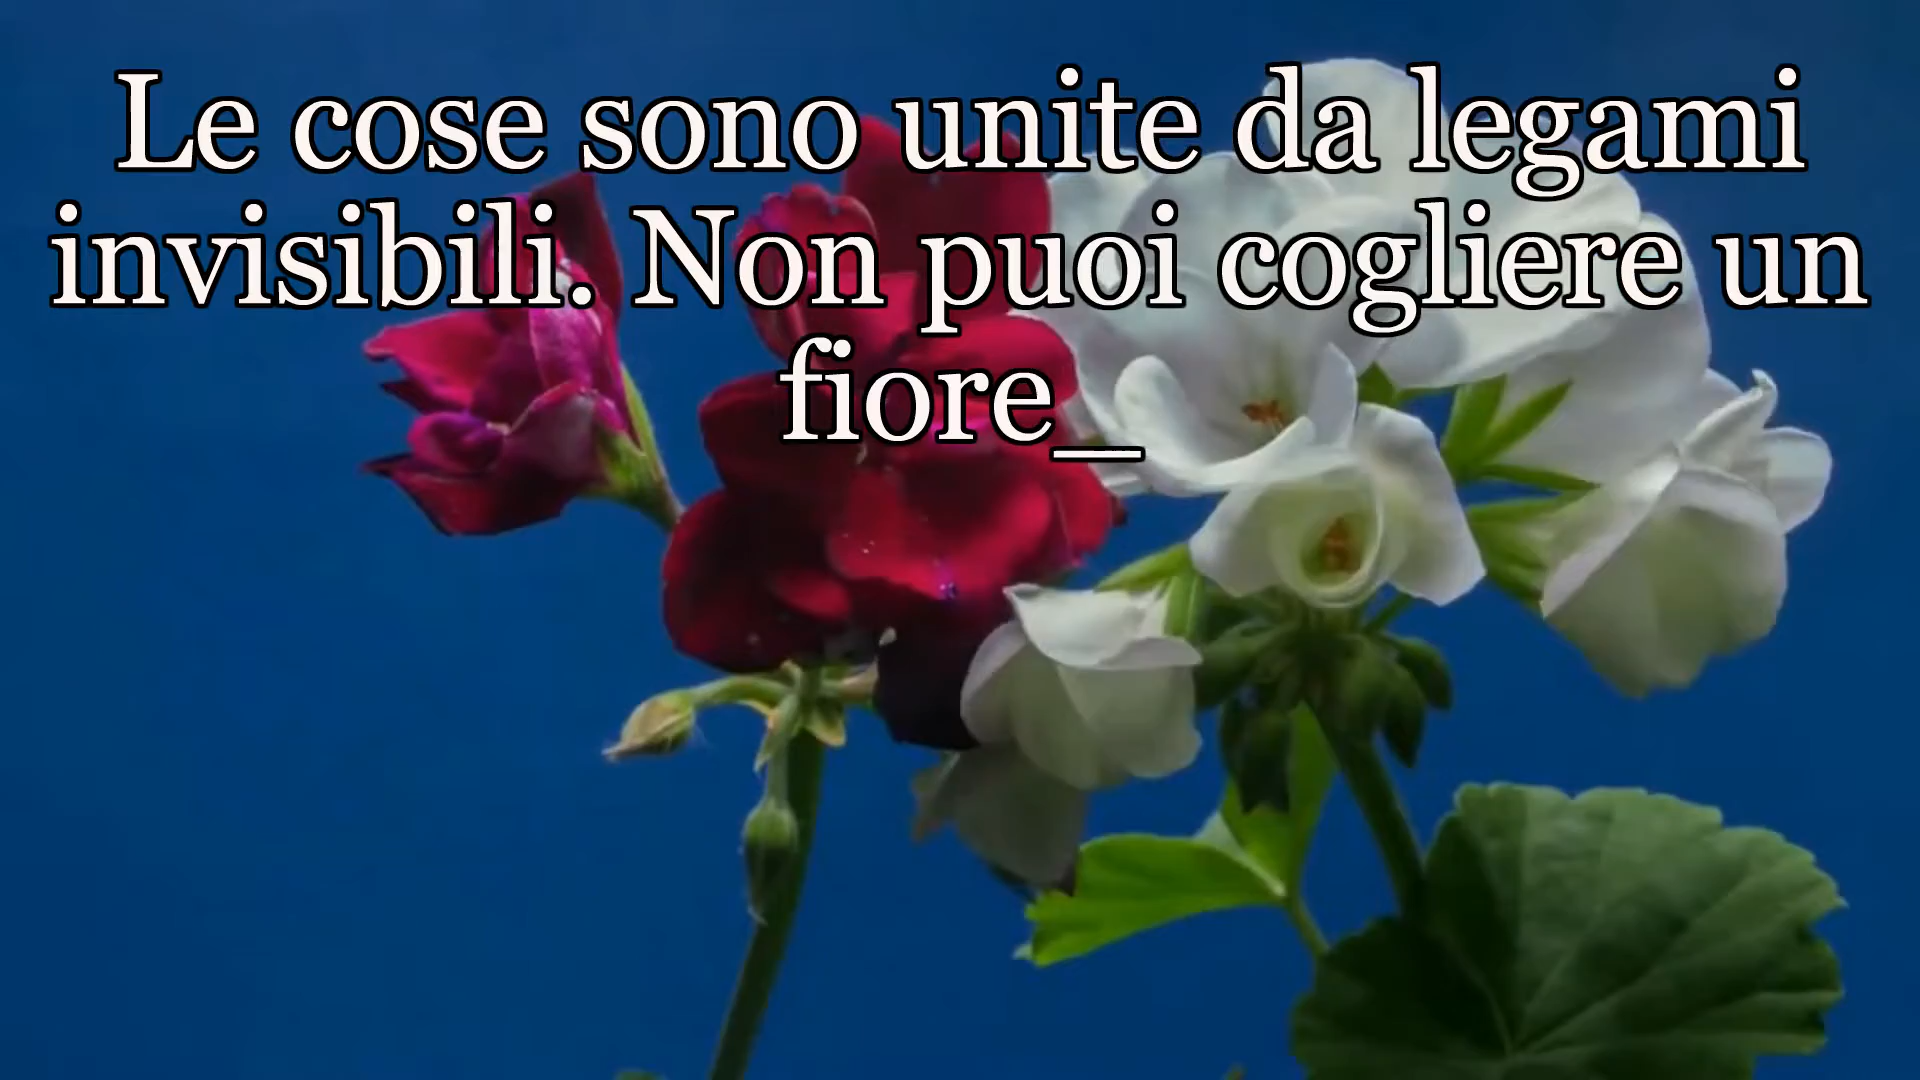 Le cose sono unite da legami
invisibili. Non puoi cogliere un
fiore_